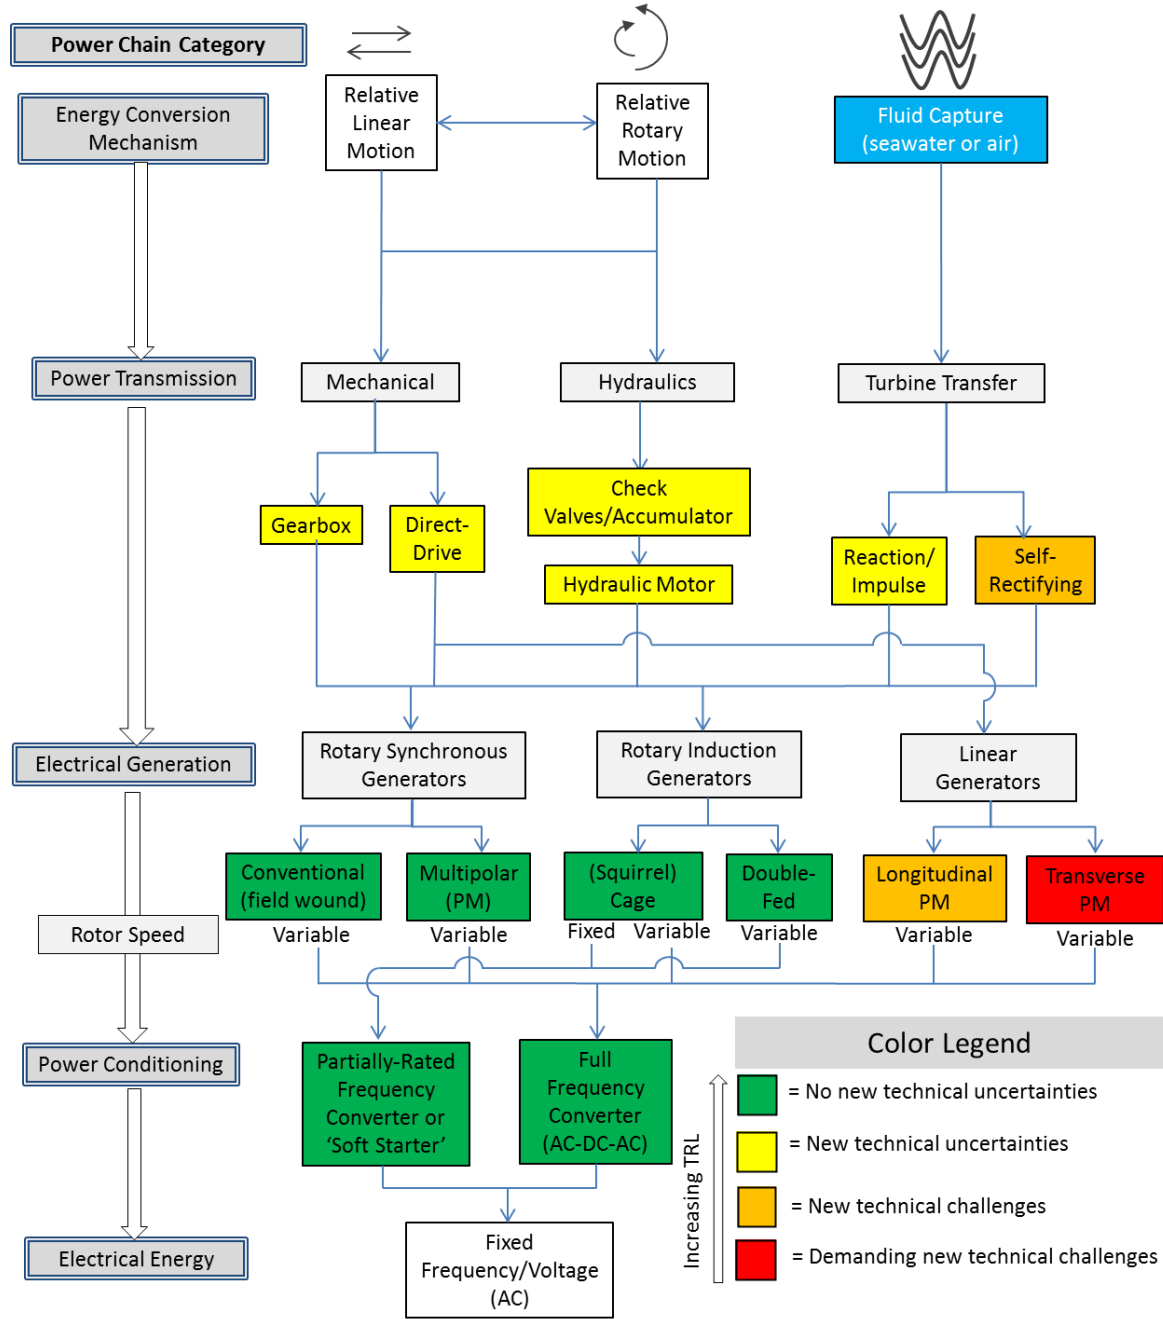 Power Chain Category
Energy Conversion
Mechanism
Relative
Linear
Motion
Relative
Rotary
Motion
Fluid Capture
(seawater or air)
Power Transmission
Mechanical
Hydraulics
Turbine Transfer
Gearbox
Direct-
Drive
Check
Valves/Accumulator
Hydraulic Motor
Reaction/
Impulse
Self-
Rectifying
Electrical Generation
Rotary Synchronous
Generators
Rotary Induction
Generators
Linear
Generators
Conventional
(field wound)
Variable
Multipolar
(PM)
Variable
(Squirrel)
Cage
Fixed Variable
Double-
Fed
Variable
Longitudinal
PM
Variable
Transverse
PM
Variable
Rotor Speed
Power Conditioning
Partially-Rated
Frequency
Converter or
‘Soft Starter’
Full
Frequency
Converter
(AC-DC-AC)
Electrical Energy
Fixed
Frequency/Voltage
(AC)
Color Legend
Increasing TRL
= No new technical uncertainties
= New technical uncertainties
= New technical challenges
= Demanding new technical challenges